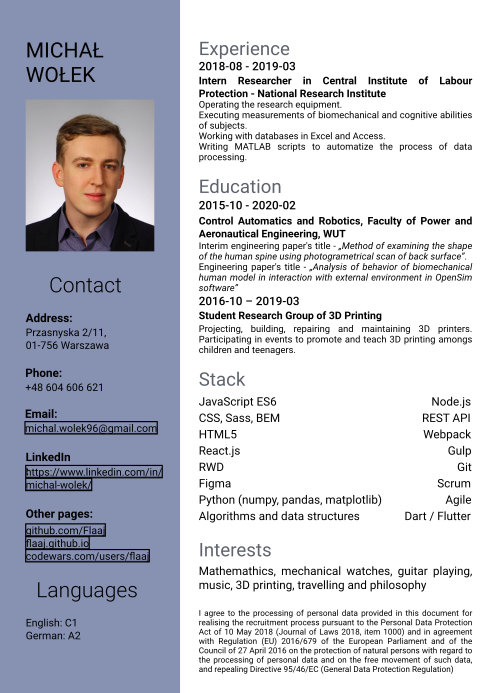 MICHAŁ
WOŁEK
Contact
Address:
Przasnyska 2/11,
01-756 Warszawa
Phone:
+48 604 606 621
Email:
michal.wolek96@gmail.com
LinkedIn
https://www.linkedin.com/in/
michal-wolek/
Other pages:
github.com/Flaaj
flaaj.github.io
codewars.com/users/flaaj
Languages
English: C1
German: A2
Experience
2018-08 - 2019-03
Intern Researcher in Central Institute of Labour
Protection - National Research Institute
Operating the research equipment.
Executing measurements of biomechanical and cognitive abilities
of subjects.
Working with databases in Excel and Access.
Writing MATLAB scripts to automatize the process of data
processing.
Education
2015-10 - 2020-02
Control Automatics and Robotics, Faculty of Power and
Aeronautical Engineering, WUT
Interim engineering paper's title - „Method of examining the shape
of the human spine using photogrametrical scan of back surface”.
Engineering paper's title - „Analysis of behavior of biomechanical
human model in interaction with external environment in OpenSim
software”
2016-10 – 2019-03
Student Research Group of 3D Printing
Projecting, building, repairing and maintaining 3D printers.
Participating in events to promote and teach 3D printing amongs
children and teenagers.
Stack
JavaScript ES6 Node.js
CSS, Sass, BEM REST API
HTML5 Webpack
React.js Gulp
RWD Git
Figma Scrum
Python (numpy, pandas, matplotlib) Agile
Algorithms and data structures Dart / Flutter
Interests
Mathemathics, mechanical watches, guitar playing,
music, 3D printing, travelling and philosophy
I agree to the processing of personal data provided in this document for
realising the recruitment process pursuant to the Personal Data Protection
Act of 10 May 2018 (Journal of Laws 2018, item 1000) and in agreement
with Regulation (EU) 2016/679 of the European Parliament and of the
Council of 27 April 2016 on the protection of natural persons with regard to
the processing of personal data and on the free movement of such data,
and repealing Directive 95/46/EC (General Data Protection Regulation)